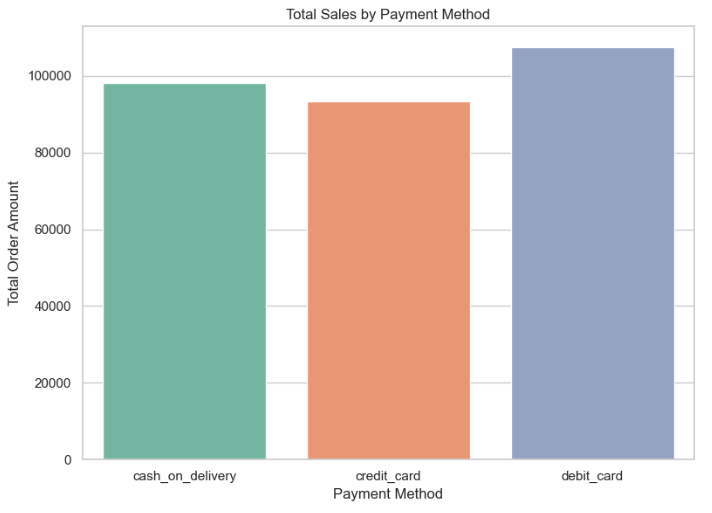 Total Sales by Payment Method
Total Order Amount
100000
80000
60000
40000
20000
0
cash_on_delivery credit_card debit_card
Payment Method